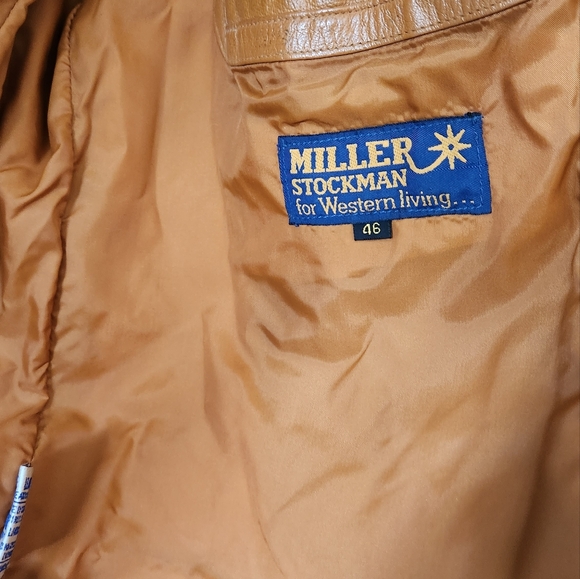 MILLER
STOCKMAN
for Western living...
46